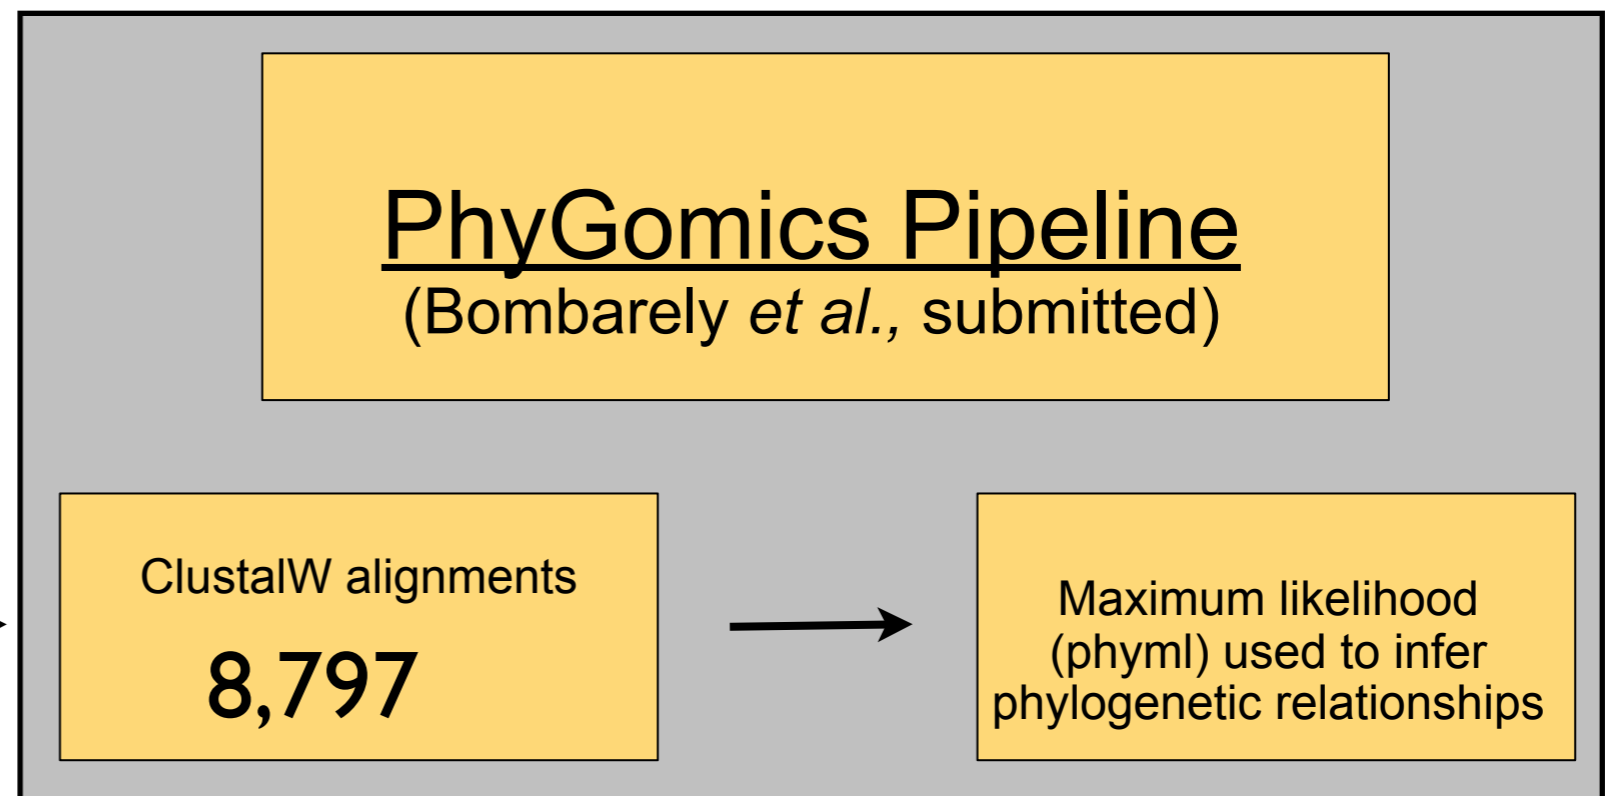 PhyGomics Pipeline
(Bombarely et al., submitted)
ClustalW alignments
8,797
Maximum likelihood
(phyml) used to infer
phylogenetic relationships